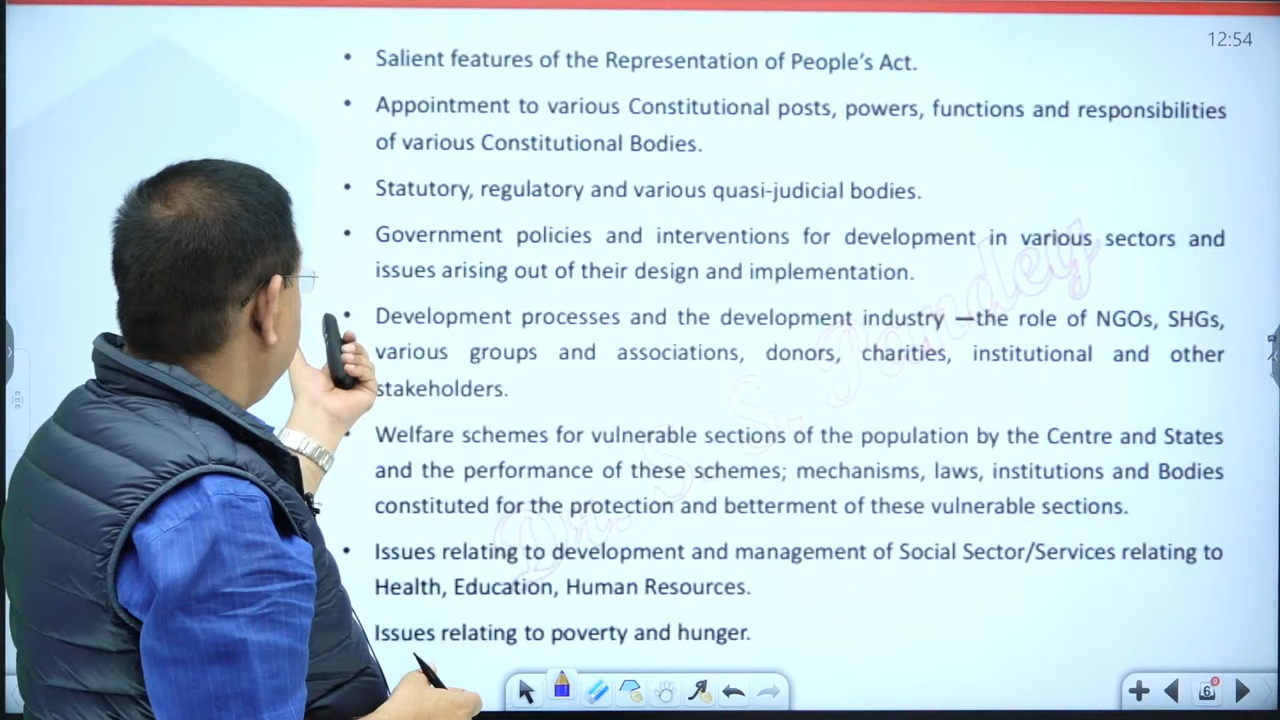 12:54
• Salient features of the Representation of People's Act.
• Appointment to various Constitutional posts, powers, functions and responsibilities
of various Constitutional Bodies.
• Statutory, regulatory and various quasi-judicial bodies.
• Government policies and interventions for development in various sectors and
issues arising out of their design and implementation.
• Development processes and the development industry —the role of NGOs, SHGs,
various groups and associations, donors, charities, institutional and other
stakeholders.
• Welfare schemes for vulnerable sections of the population by the Centre and States
and the performance of these schemes; mechanisms, laws, institutions and Bodies
constituted for the protection and betterment of these vulnerable sections.
• Issues relating to development and management of Social Sector/Services relating to
Health, Education, Human Resources.
Issues relating to poverty and hunger.
Dr. S. S. Pandey
6